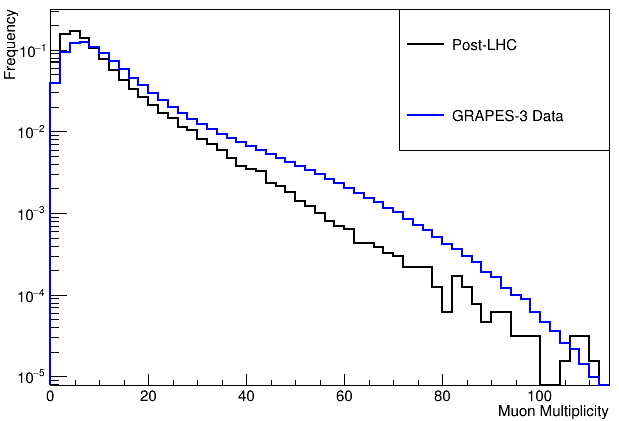 Frequency
Post-LHC
GRAPES-3 Data
10⁻¹
10⁻²
10⁻³
10⁻⁴
10⁻⁵
0 20 40 60 80 100
Muon Multiplicity